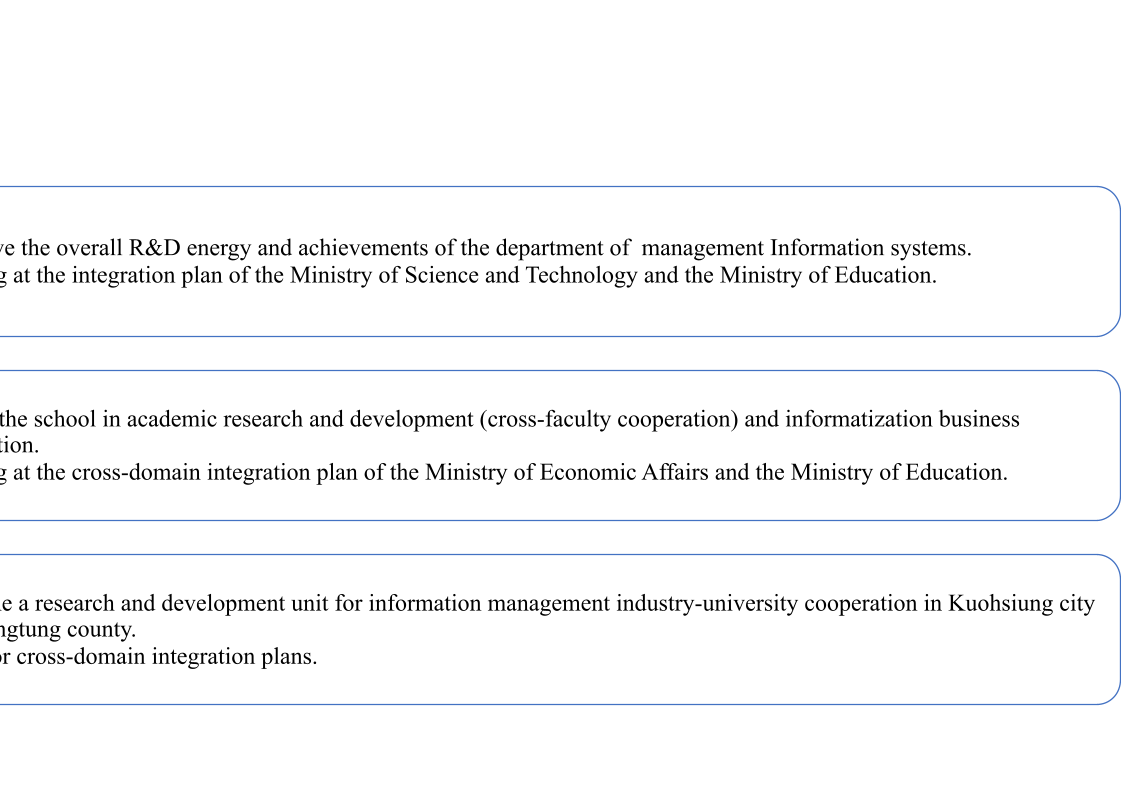 the overall R&D energy and achievements of the department of  management Information systems.
at the integration plan of the Ministry of Science and Technology and the Ministry of Education.
the school in academic research and development (cross-faculty cooperation) and informatization business
at the cross-domain integration plan of the Ministry of Economic Affairs and the Ministry of Education.
a research and development unit for information management industry-university cooperation in Kuohsiung city
county.
cross-domain integration plans.